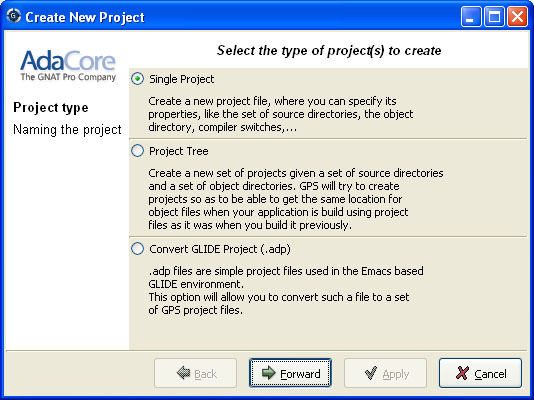 Create New Project
AdaCore
The GNAT Pro Company
Project type
Naming the project
Select the type of project(s) to create
Single Project
Create a new project file, where you can specify its
properties, like the set of source directories, the object
directory, compiler switches,...
Project Tree
Create a new set of projects given a set of source directories
and a set of object directories. GPS will try to create
projects so as to be able to get the same location for
object files when your application is build using project
files as it was when you build it previously.
Convert GLIDE Project (.adp)
.adp files are simple project files used in the Emacs based
GLIDE environment.
This option will allow you to convert such a file to a set
of GPS project files.
Back
Forward
Apply
Cancel